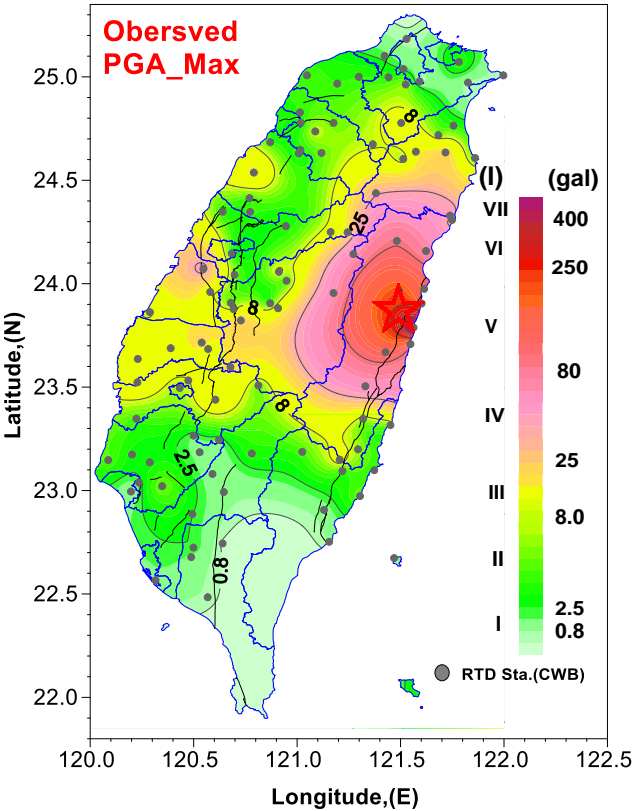 Obersved
PGA_Max
(I) (gal)
VII
400
VI
250
V
80
IV
25
III
8.0
II
2.5
I
0.8
RTD Sta.(CWB)
8
25
8
8
2.5
0.8
25.0
24.5
24.0
23.5
23.0
22.5
22.0
Latitude,(N)
120.0 120.5 121.0 121.5 122.0 122.5
Longitude,(E)